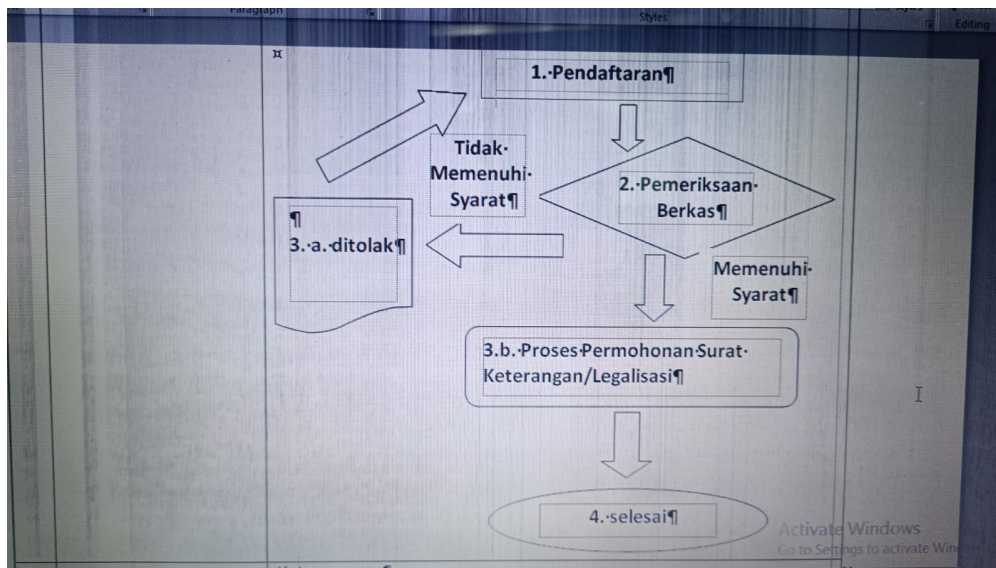 Paragraph
Styles
Editing
1. Pendaftaran¶
Tidak
Memenuhi
Syarat¶
2. Pemeriksaan
Berkas¶
¶
3. a. ditolak¶
Memenuhi
Syarat¶
3.b. Proses Permohonan Surat
Keterangan/Legalisasi¶
4. selesai¶
Activate Windows
Go to Settings to activate